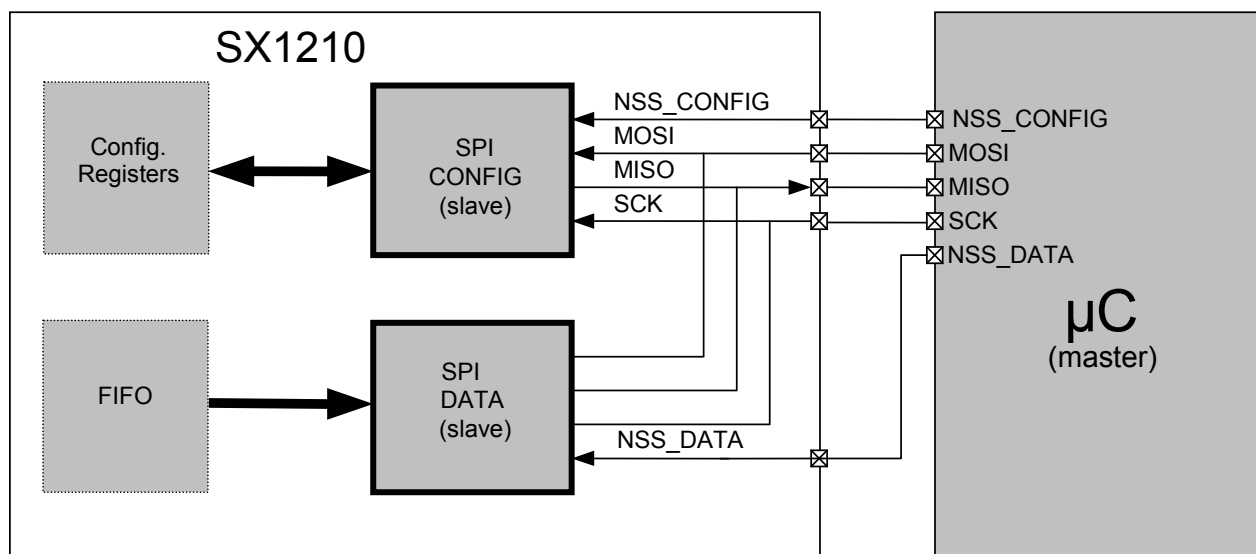 SX1210
Config.
Registers
SPI
CONFIG
(slave)
NSS_CONFIG
MOSI
MISO
SCK
NSS_CONFIG
MOSI
MISO
SCK
NSS_DATA
µC
(master)
FIFO
SPI
DATA
(slave)
NSS_DATA